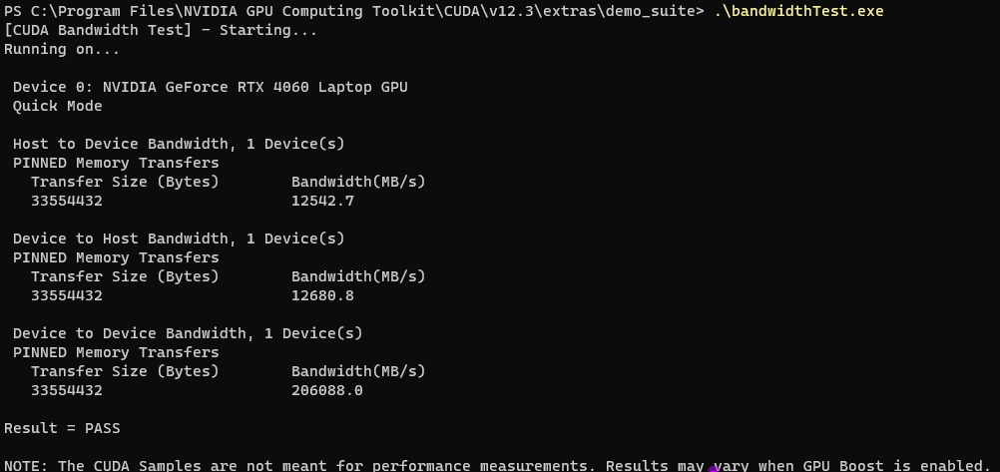 PS C:\Program Files\NVIDIA GPU Computing Toolkit\CUDA\v12.3\extras\demo_suite> .\bandwidthTest.exe
[CUDA Bandwidth Test] - Starting...
Running on...
Device 0: NVIDIA GeForce RTX 4060 Laptop GPU
Quick Mode
Host to Device Bandwidth, 1 Device(s)
PINNED Memory Transfers
Transfer Size (Bytes) Bandwidth(MB/s)
33554432 12542.7
Device to Host Bandwidth, 1 Device(s)
PINNED Memory Transfers
Transfer Size (Bytes) Bandwidth(MB/s)
33554432 12680.8
Device to Device Bandwidth, 1 Device(s)
PINNED Memory Transfers
Transfer Size (Bytes) Bandwidth(MB/s)
33554432 206088.0
Result = PASS
NOTE: The CUDA Samples are not meant for performance measurements. Results may vary when GPU Boost is enabled.